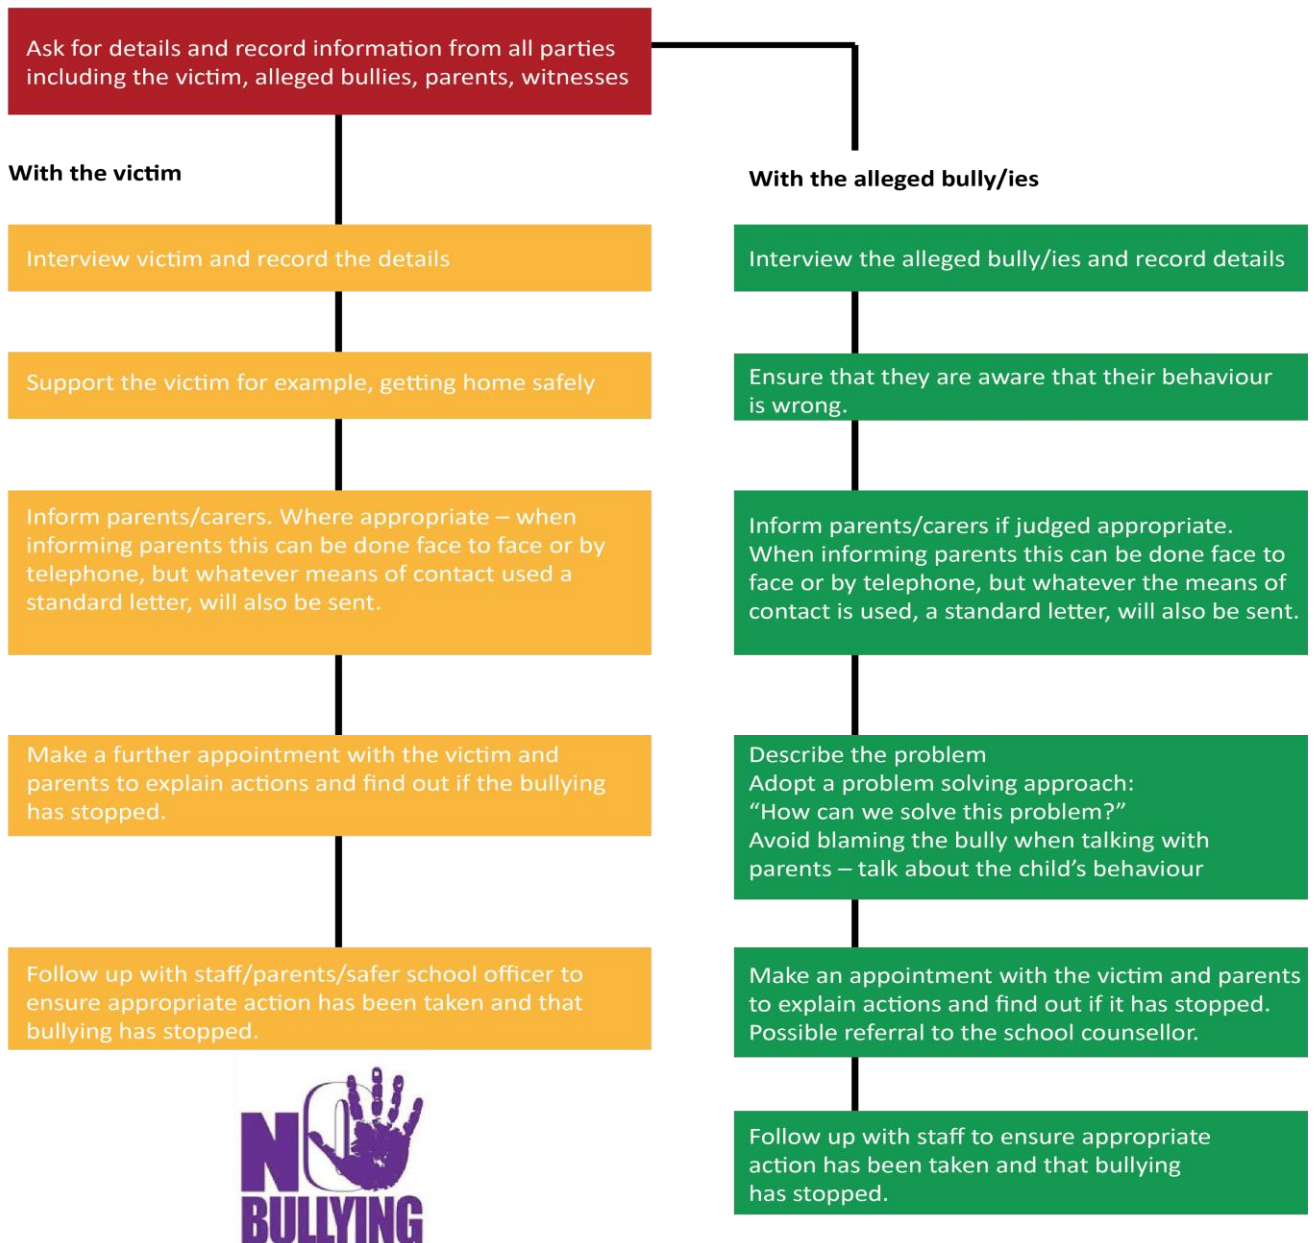 Ask for details and record information from all parties
including the victim, alleged bullies, parents, witnesses
With the victim
Interview victim and record the details
Support the victim for example, getting home safely
Inform parents/carers. Where appropriate – when
informing parents this can be done face to face or by
telephone, but whatever means of contact used a
standard letter, will also be sent.
Make a further appointment with the victim and
parents to explain actions and find out if the bullying
has stopped.
Follow up with staff/parents/safer school officer to
ensure appropriate action has been taken and that
bullying has stopped.
NO
BULLYING
With the alleged bully/ies
Interview the alleged bully/ies and record details
Ensure that they are aware that their behaviour
is wrong.
Inform parents/carers if judged appropriate.
When informing parents this can be done face to
face or by telephone, but whatever the means of
contact is used, a standard letter, will also be sent.
Describe the problem
Adopt a problem solving approach:
“How can we solve this problem?”
Avoid blaming the bully when talking with
parents – talk about the child’s behaviour
Make an appointment with the victim and parents
to explain actions and find out if it has stopped.
Possible referral to the school counsellor.
Follow up with staff to ensure appropriate
action has been taken and that bullying
has stopped.